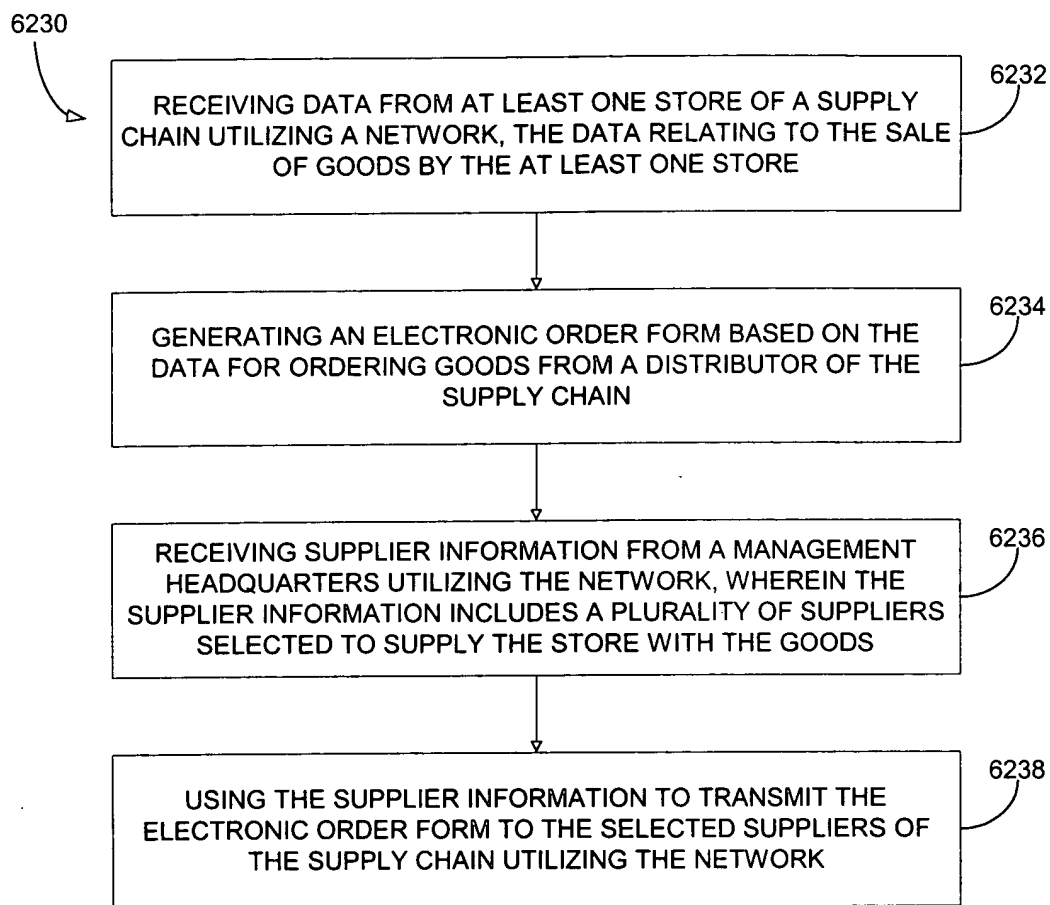 6230
6232
RECEIVING DATA FROM AT LEAST ONE STORE OF A SUPPLY
CHAIN UTILIZING A NETWORK, THE DATA RELATING TO THE SALE
OF GOODS BY THE AT LEAST ONE STORE
6234
GENERATING AN ELECTRONIC ORDER FORM BASED ON THE
DATA FOR ORDERING GOODS FROM A DISTRIBUTOR OF THE
SUPPLY CHAIN
6236
RECEIVING SUPPLIER INFORMATION FROM A MANAGEMENT
HEADQUARTERS UTILIZING THE NETWORK, WHEREIN THE
SUPPLIER INFORMATION INCLUDES A PLURALITY OF SUPPLIERS
SELECTED TO SUPPLY THE STORE WITH THE GOODS
6238
USING THE SUPPLIER INFORMATION TO TRANSMIT THE
ELECTRONIC ORDER FORM TO THE SELECTED SUPPLIERS OF
THE SUPPLY CHAIN UTILIZING THE NETWORK